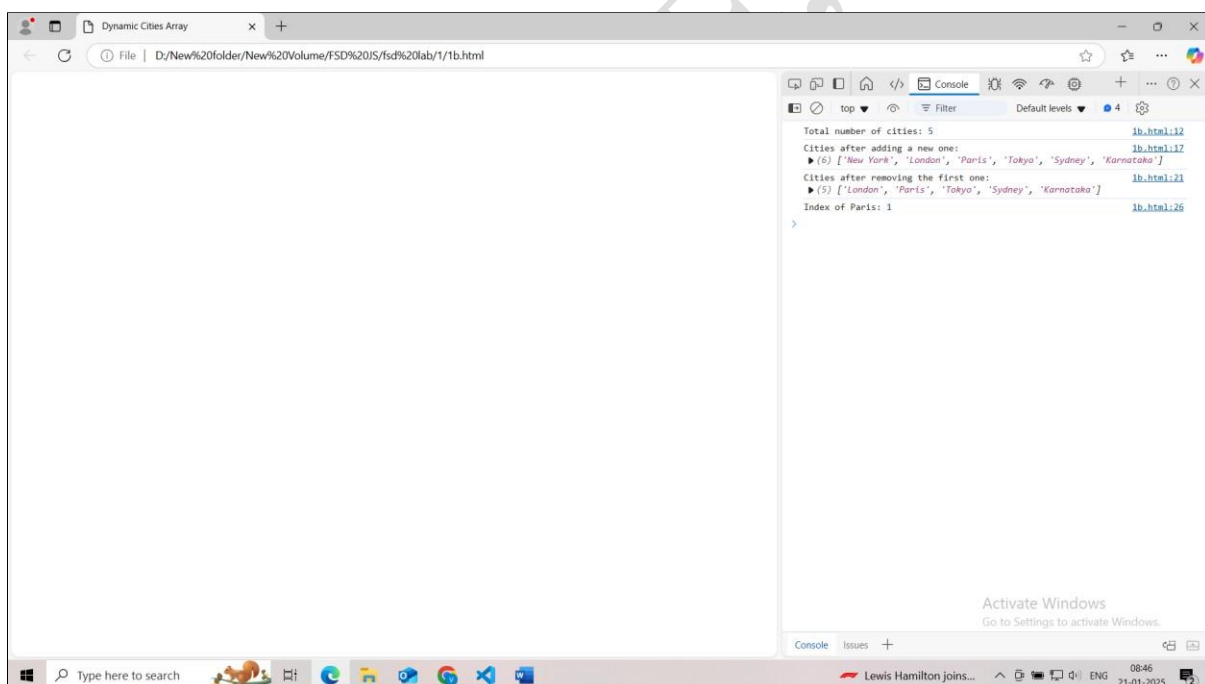 Dynamic Cities Array
File | D:/New%20folder/New%20Volume/FSD%20JS/fsd%20lab/1/1b.html
Console
top Filter Default levels 4
Total number of cities: 5 1b.html:12
Cities after adding a new one: 1b.html:17
(6) ['New York', 'London', 'Paris', 'Tokyo', 'Sydney', 'Karnataka']
Cities after removing the first one: 1b.html:21
(5) ['London', 'Paris', 'Tokyo', 'Sydney', 'Karnataka']
Index of Paris: 1 1b.html:26
Activate Windows
Go to Settings to activate Windows.
Console Issues
Type here to search Lewis Hamilton joins... ENG 08:46
21-01-2025